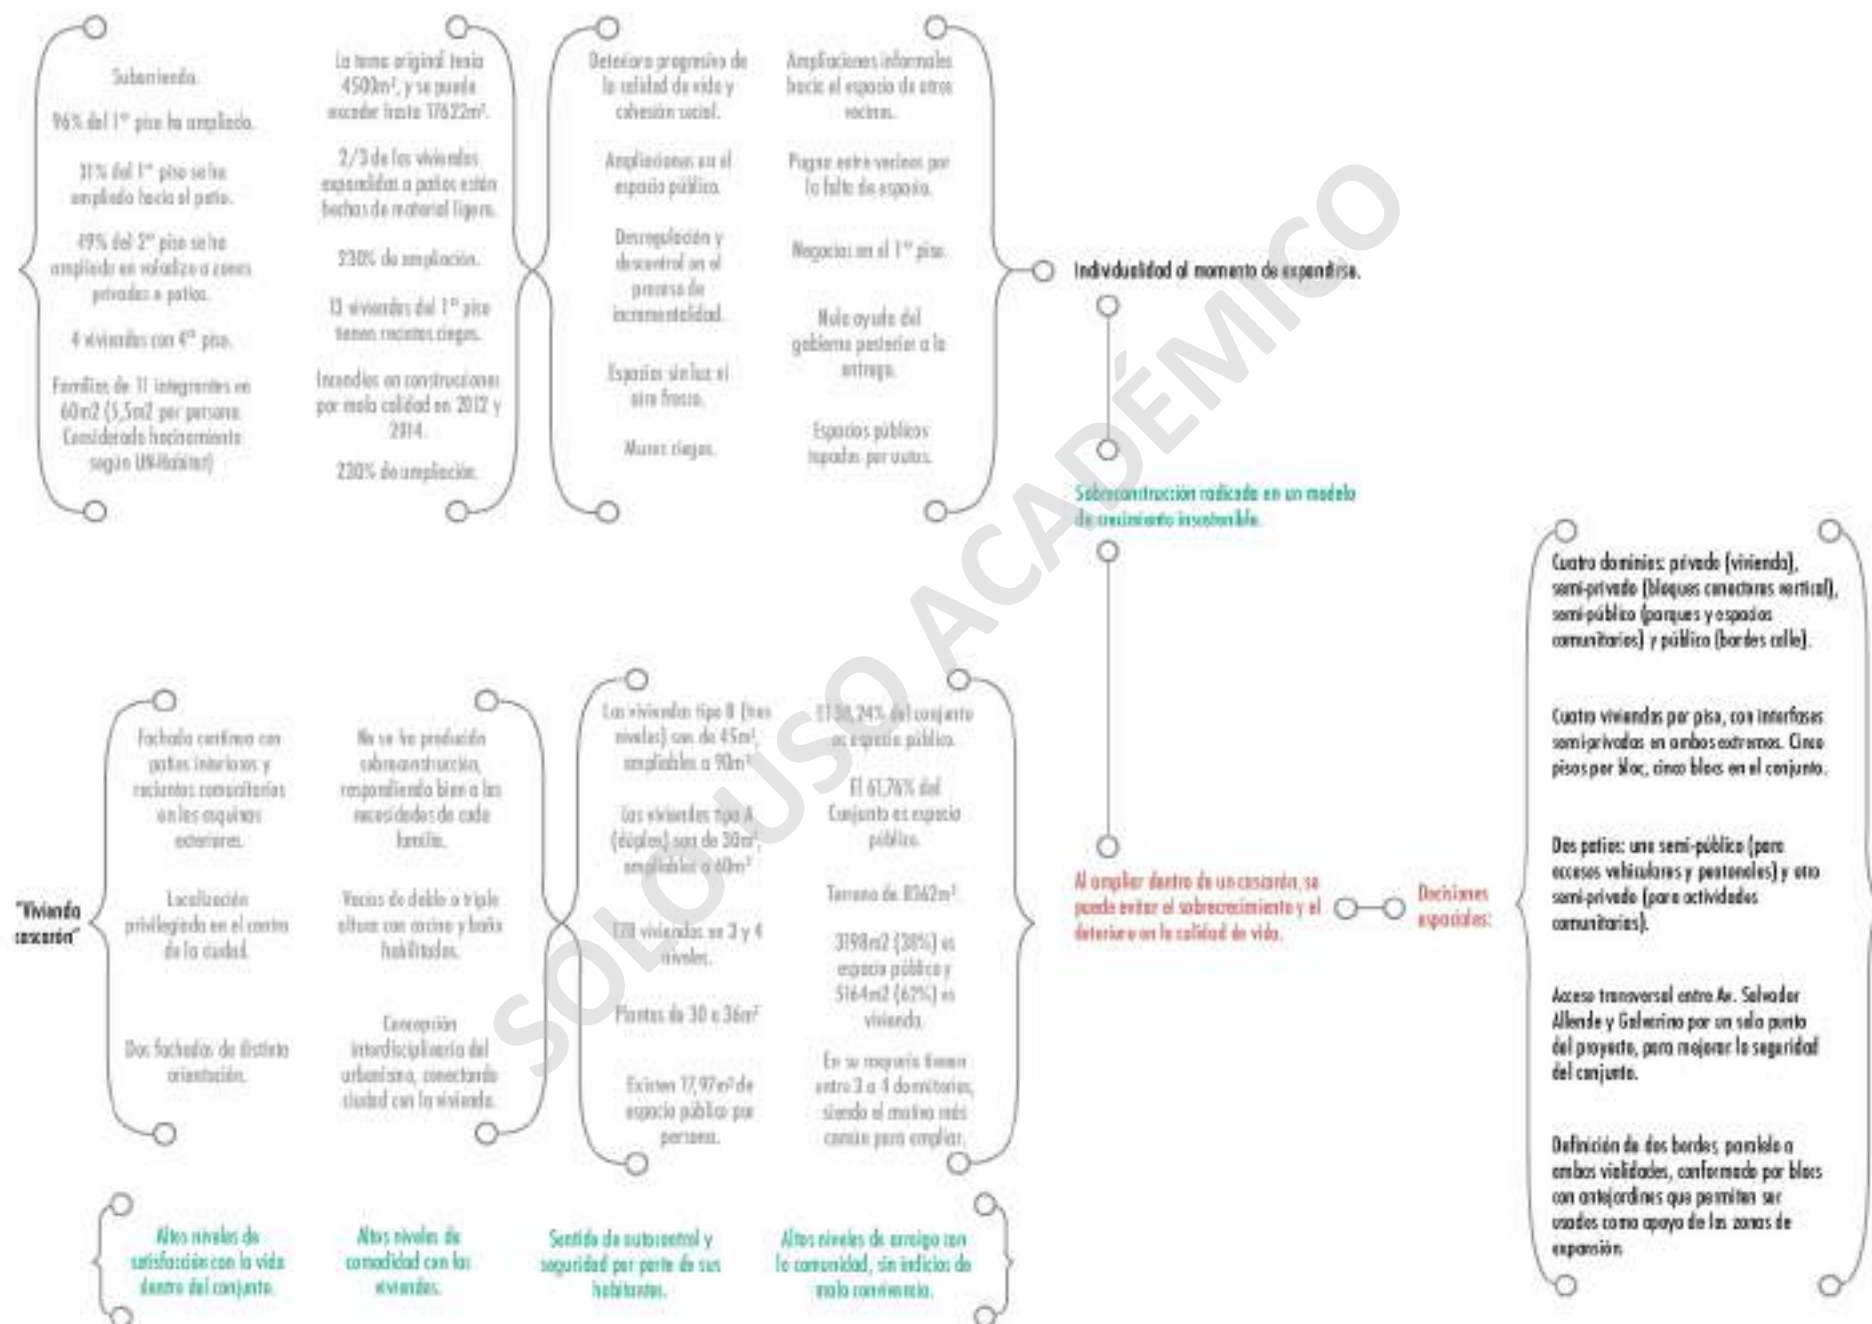 Subarriendo.
96% del 1er piso ha ampliado.
31% del 1er piso se ha
ampliado hacia el patio.
49% del 2do piso se ha
ampliado en voladizo a zonas
privadas o patios.
4 viviendas con 4to piso.
Familias de 11 integrantes en
60m2 (5,5m2 por persona.
Considerado hacinamiento
según UN-Habitat)
La toma original tenía
4500m², y se puede
exceder hasta 17622m².
2/3 de las viviendas
expandidas a patios están
hechas de material ligero.
230% de ampliación.
13 viviendas del 1er piso
tienen recintos ciegos.
Incendios en construcciones
por mala calidad en 2012 y
2014.
230% de ampliación.
Deterioro progresivo de
la calidad de vida y
cohesión social.
Ampliaciones en el
espacio público.
Desregulación y
descontrol en el
proceso de
incrementalidad.
Espacios sin luz ni
aire fresco.
Muros ciegos.
Ampliaciones informales
hacia el espacio de otros
vecinos.
Pugna entre vecinos por
la falta de espacio.
Negocios en el 1er piso.
Nula ayuda del
gobierno posterior a la
entrega.
Espacios públicos
tapados por autos.
Individualidad al momento de expandirse.
Sobreconstrucción radicada en un modelo
de crecimiento insostenible.
"Vivienda
cascarón"
Fachada continua con
patios interiores y
recintos comunitarios
en las esquinas
exteriores.
Localización
privilegiada en el centro
de la ciudad.
Dos fachadas de distinta
orientación.
No se ha producido
sobreconstrucción,
respondiendo bien a las
necesidades de cada
familia.
Vacíos de doble o triple
altura con cocina y baño
habilitados.
Concepción
interdisciplinaria del
urbanismo, conectando
ciudad con la vivienda.
Las viviendas tipo B (tres
niveles) son de 45m²,
ampliables a 90m²
Las viviendas tipo A
(dúplex) son de 30m²,
ampliables a 60m²
viviendas en 3 y 4
niveles.
Plantas de 30 a 36m²
Existen 17,97m² de
espacio público por
persona.
El 38,24% del conjunto
es espacio público.
El 61,76% del
Conjunto es espacio
público.
Terreno de 8362m².
3198m2 (38%) es
espacio público y
5164m2 (62%) es
vivienda.
En su mayoría tienen
entre 3 a 4 dormitorios,
siendo el motivo más
común para ampliar.
Al ampliar dentro de un cascarón, se
puede evitar el sobrecrecimiento y el
deterioro en la calidad de vida.
Decisiones
espaciales:
Cuatro dominios: privado (vivienda),
semi-privado (bloques conectores vertical),
semi-público (parques y espacios
comunitarios) y público (bordes calle).
Cuatro viviendas por piso, con interfases
semi-privadas en ambos extremos. Cinco
pisos por bloc, cinco blocs en el conjunto.
Dos patios: uno semi-público (para
accesos vehiculares y peatonales) y otro
semi-privado (para actividades
comunitarias).
Acceso transversal entre Av. Salvador
Allende y Galvarino por un solo punto
del proyecto, para mejorar la seguridad
del conjunto.
Definición de dos bordes, paralelo a
ambas vialidades, conformado por blocs
con antejardines que permiten ser
usados como apoyo de las zonas de
expansión.
Altos niveles de
satisfacción con la vida
dentro del conjunto.
Altos niveles de
comodidad con las
viviendas.
Sentido de autocontrol y
seguridad por parte de sus
habitantes.
Altos niveles de arraigo con
la comunidad, sin indicios de
mala convivencia.
SOLO USO ACADÉMICO